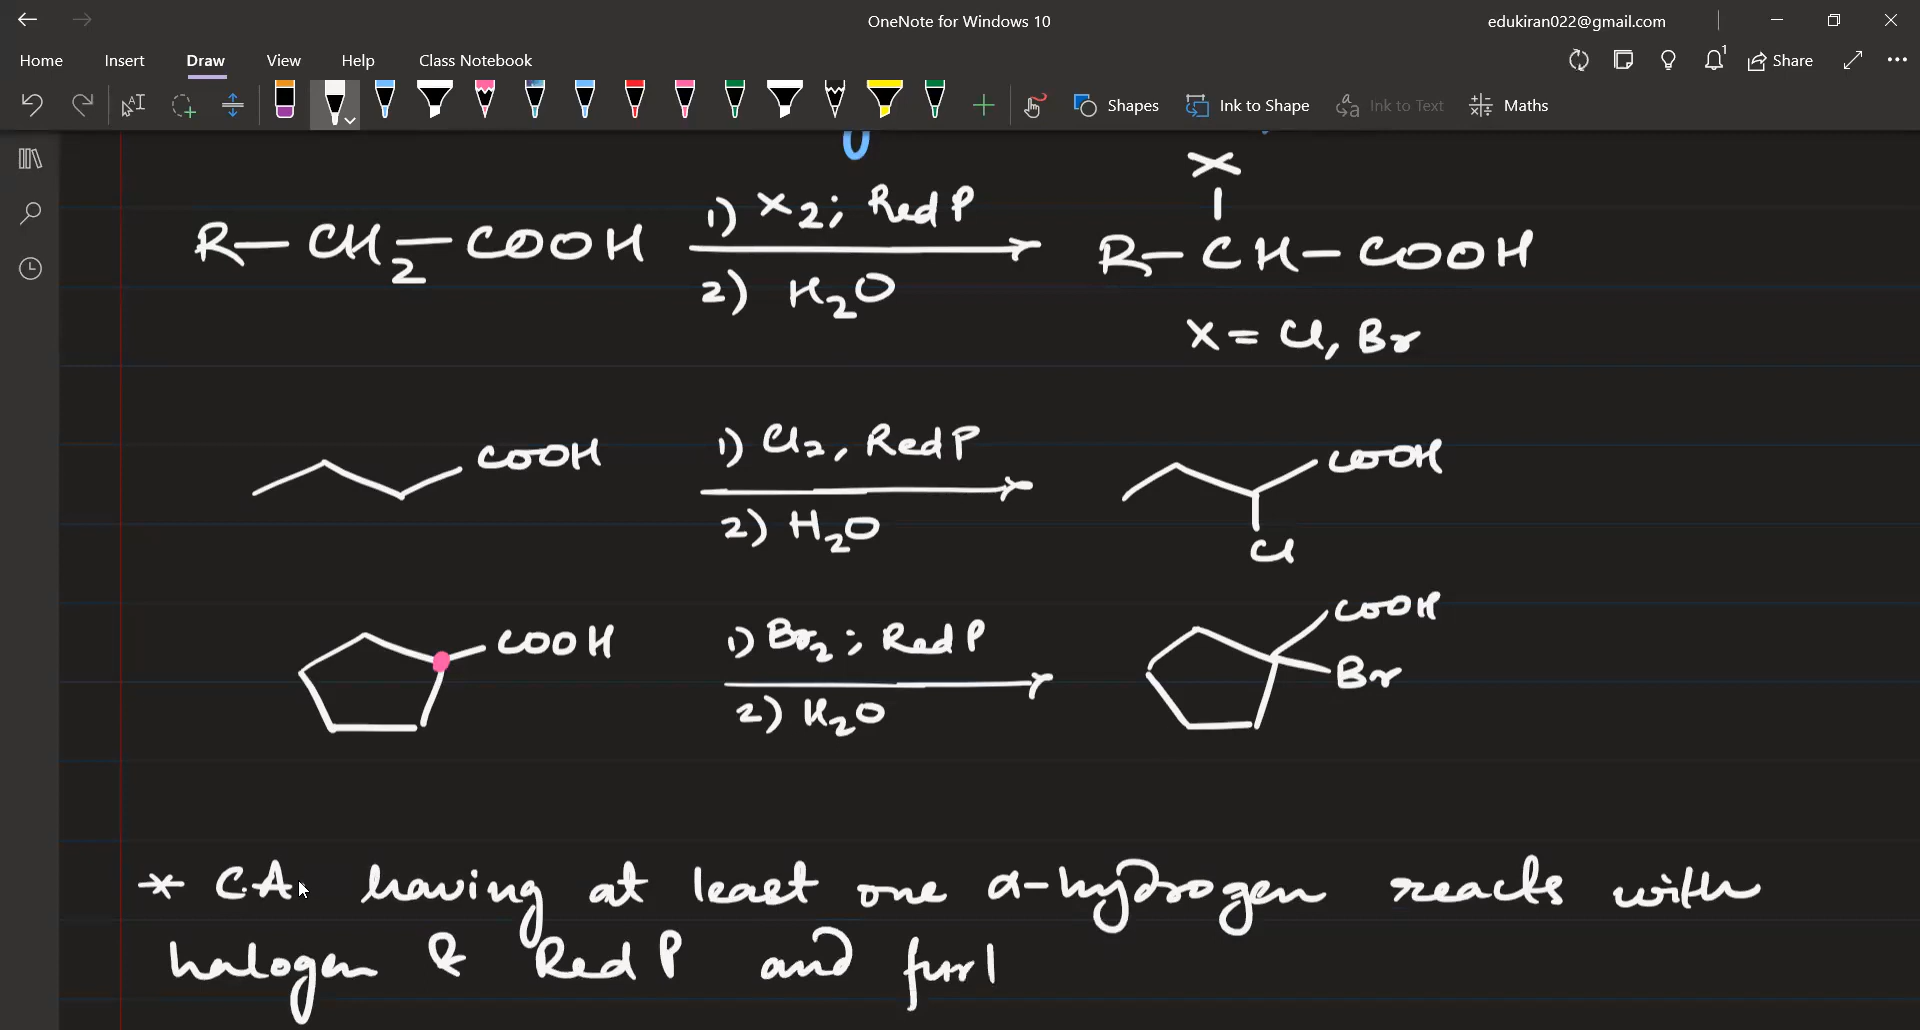 OneNote for Windows 10
edukiran022@gmail.com
Home Insert Draw View Help Class Notebook
1 Share
Shapes Ink to Shape Ink to Text Maths
X
R-CH2-COOH 1) X2; Red P R-CH-COOH
2) H2O
X = Cl, Br
COOH 1) Cl2, Red P COOH
2) H2O
Cl
COOH
COOH 1) Br2; Red P
Br
2) H2O
* C.A. having at least one α-hydrogen reacts with
halogen & Red P and